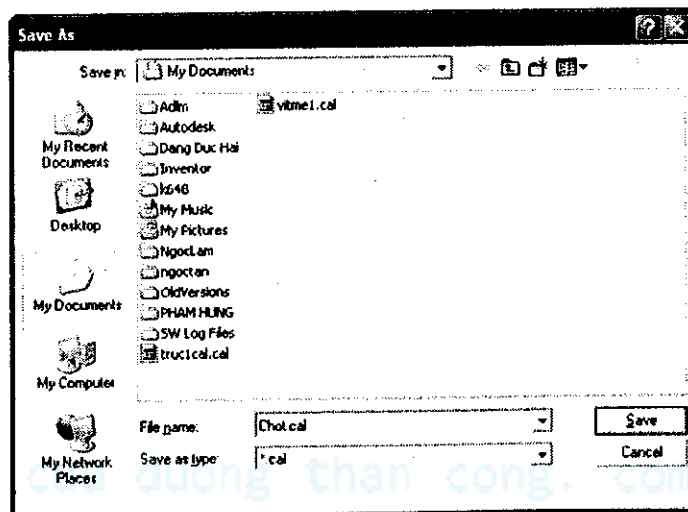 Save As
Save in:
My Documents
My Recent
Documents
Desktop
My Documents
My Computer
My Network
Places
Adlm
Autodesk
Dang Duc Hai
Inventor
k648
My Music
My Pictures
NgocLam
ngoctan
OldVersions
PHAM HUNG
SW Log Files
truc1cal.cal
vitme1.cal
File name:
Chot.cal
Save
Save as type:
*.cal
Cancel
cuu duong than cong. com